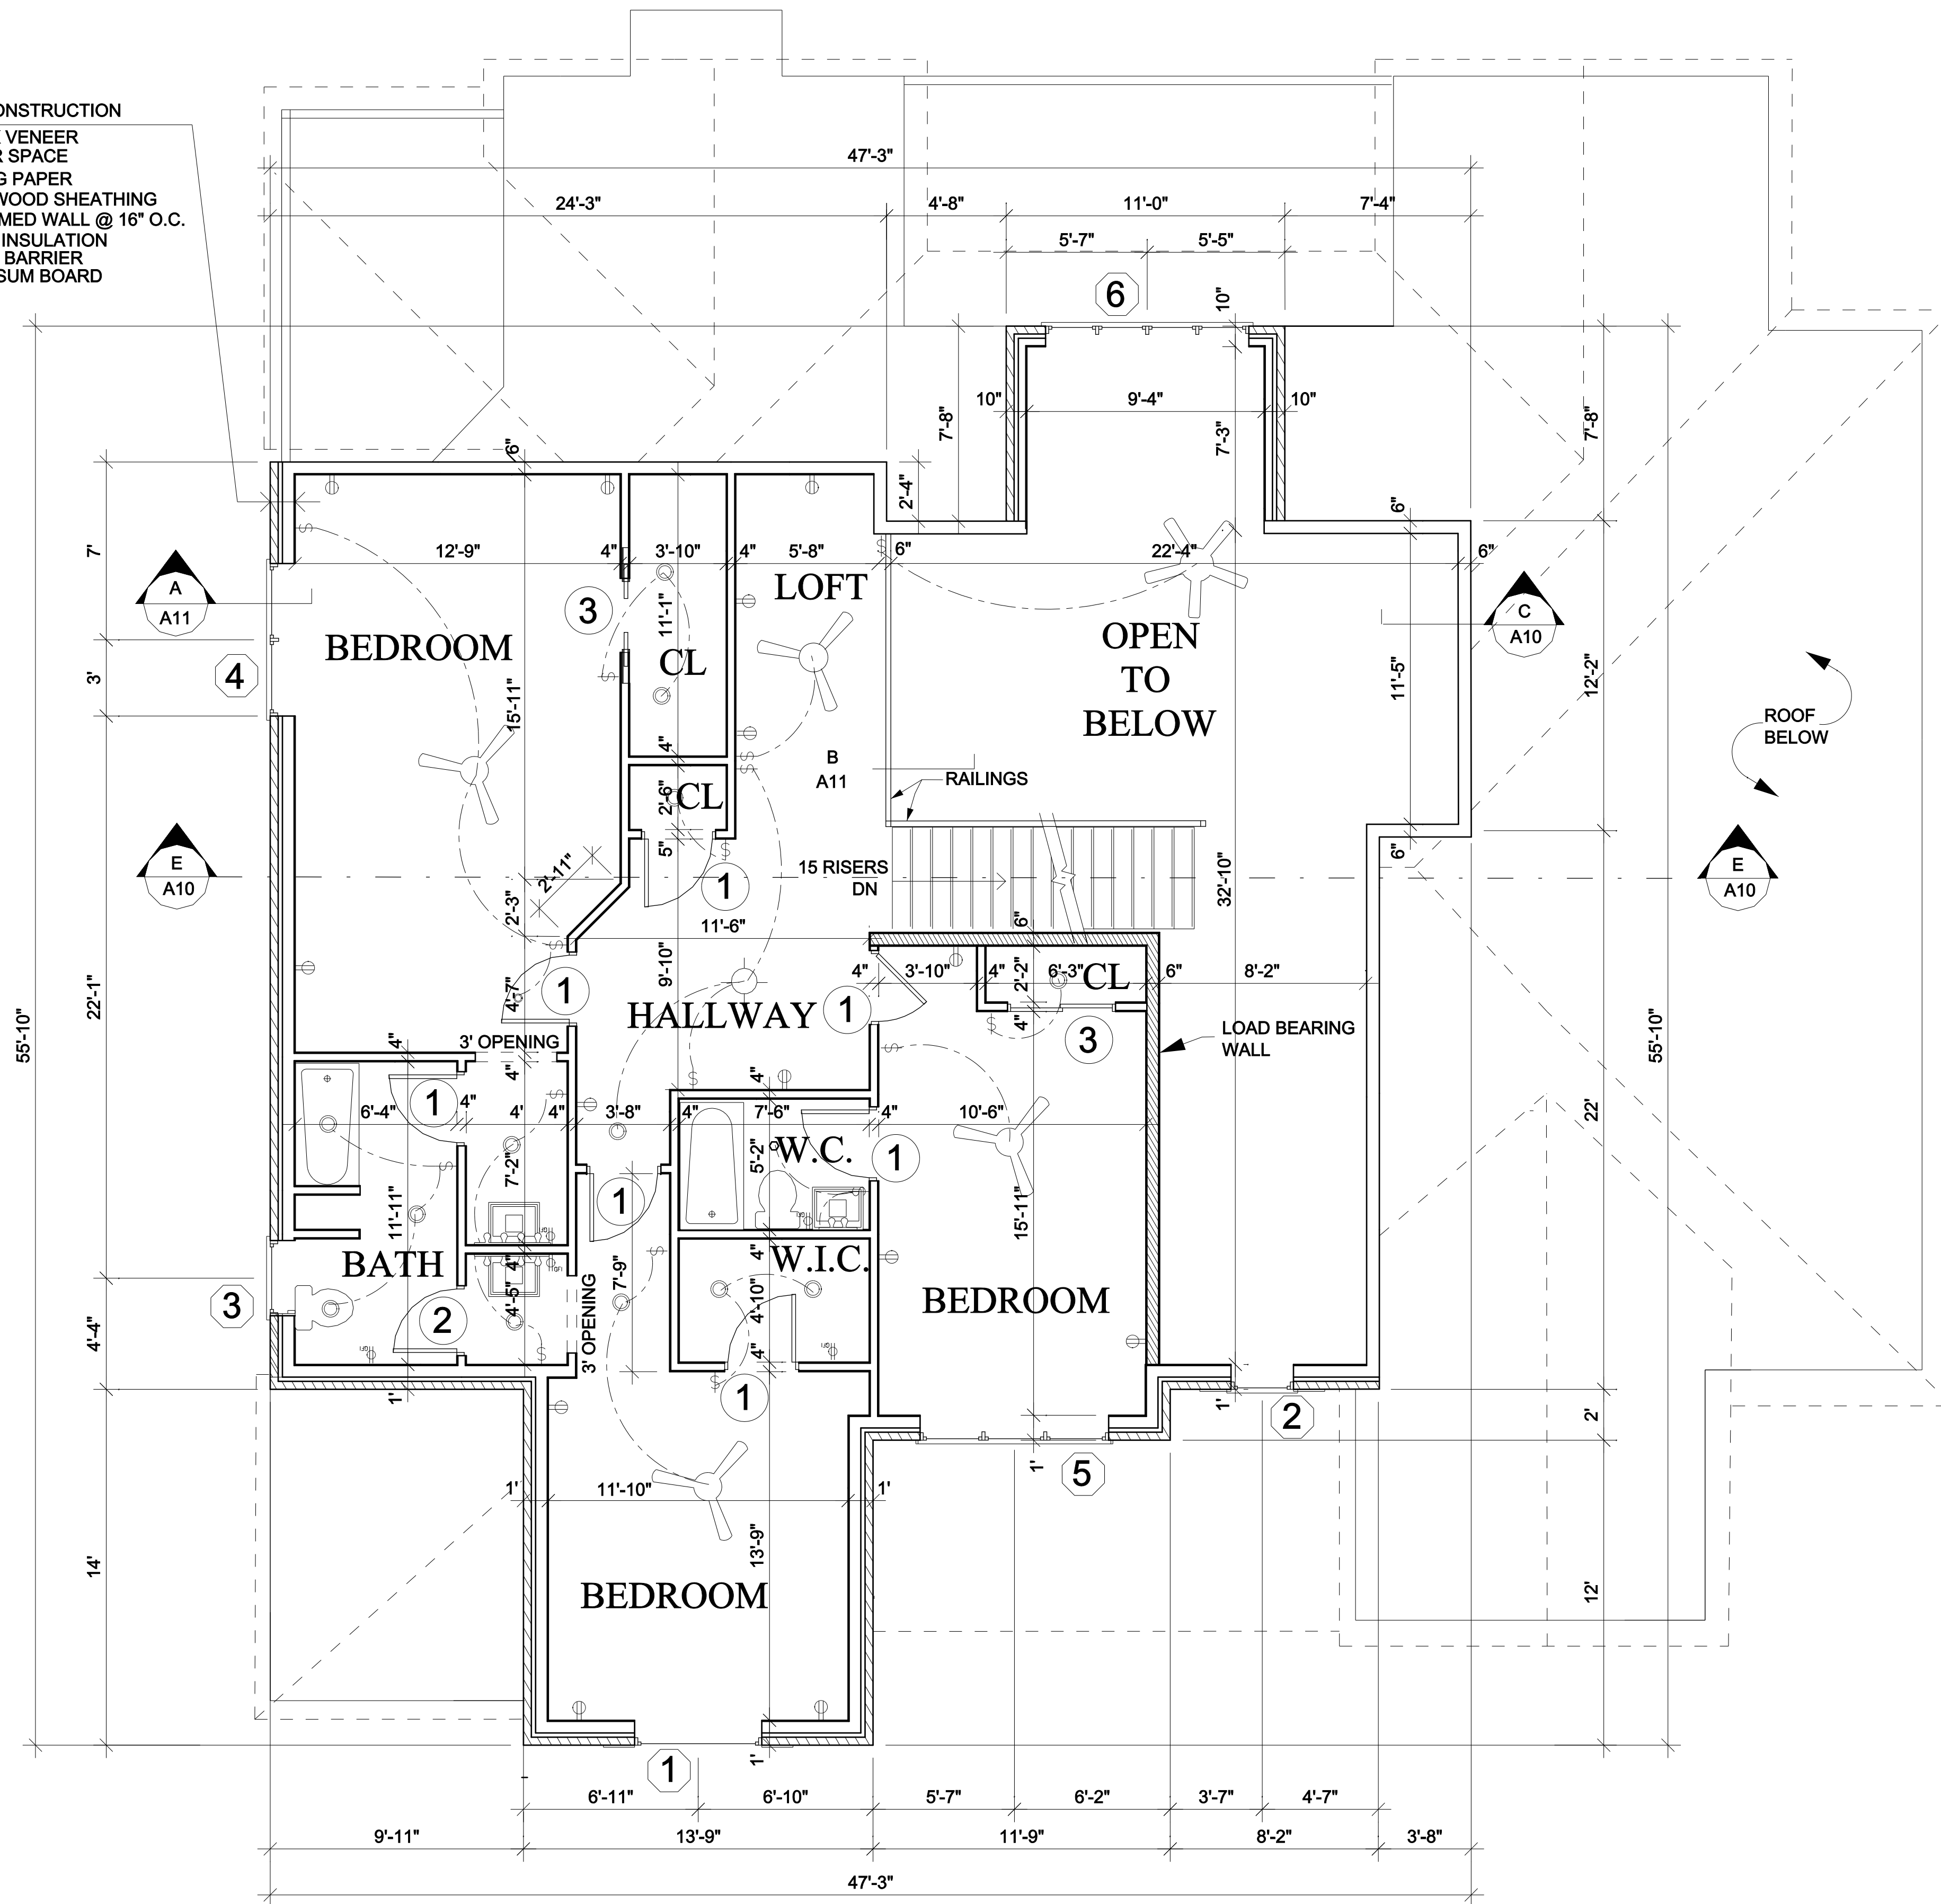 ONSTRUCTION
VENEER
SPACE
G PAPER
WOOD SHEATHING
MED WALL @ 16" O.C.
INSULATION
BARRIER
SUM BOARD
47'-3"
24'-3"
4'-8"
11'-0"
7'-4"
5'-7"
5'-5"
6
10"
7'-8"
10"
9'-4"
10"
7'-3"
7'-8"
6"
2'-4"
6"
7'
12'-9"
4"
3'-10"
4"
5'-8"
6"
22'-4"
6"
A
A11
3
11'-1"
LOFT
C
A10
BEDROOM
CL
OPEN
TO
BELOW
4
3'
15'-11"
11'-5"
12'-2"
ROOF
BELOW
4"
B
A11
RAILINGS
2'-6"
CL
5"
6"
E
A10
2'-11"
1
15 RISERS
DN
32'-10"
E
A10
2'-3"
11'-6"
6"
9'-10"
4"
3'-10"
4"
2'-2"
6'-3"
CL
6"
8'-2"
22'-1"
4'-7"
1
HALLWAY
1
4"
3
LOAD BEARING
WALL
55'-10"
55'-10"
4"
3' OPENING
4"
4"
1
6'-4"
4"
4'
4"
3'-8"
4"
7'-6"
4"
10'-6"
22'
7'-2"
5'-2"
W.C.
1
11'-11"
1
15'-11"
GFI
GFI
BATH
4"
GFI
4"
W.I.C.
3
2
4'-5"
3' OPENING
7'-9"
4'-10"
BEDROOM
4'-4"
GFI
4"
GFI
1'
1
1'
2
2'
1'
5
1'
11'-10"
1'
14'
13'-9"
BEDROOM
12'
1
1'
6'-11"
6'-10"
5'-7"
6'-2"
3'-7"
4'-7"
9'-11"
13'-9"
11'-9"
8'-2"
3'-8"
47'-3"